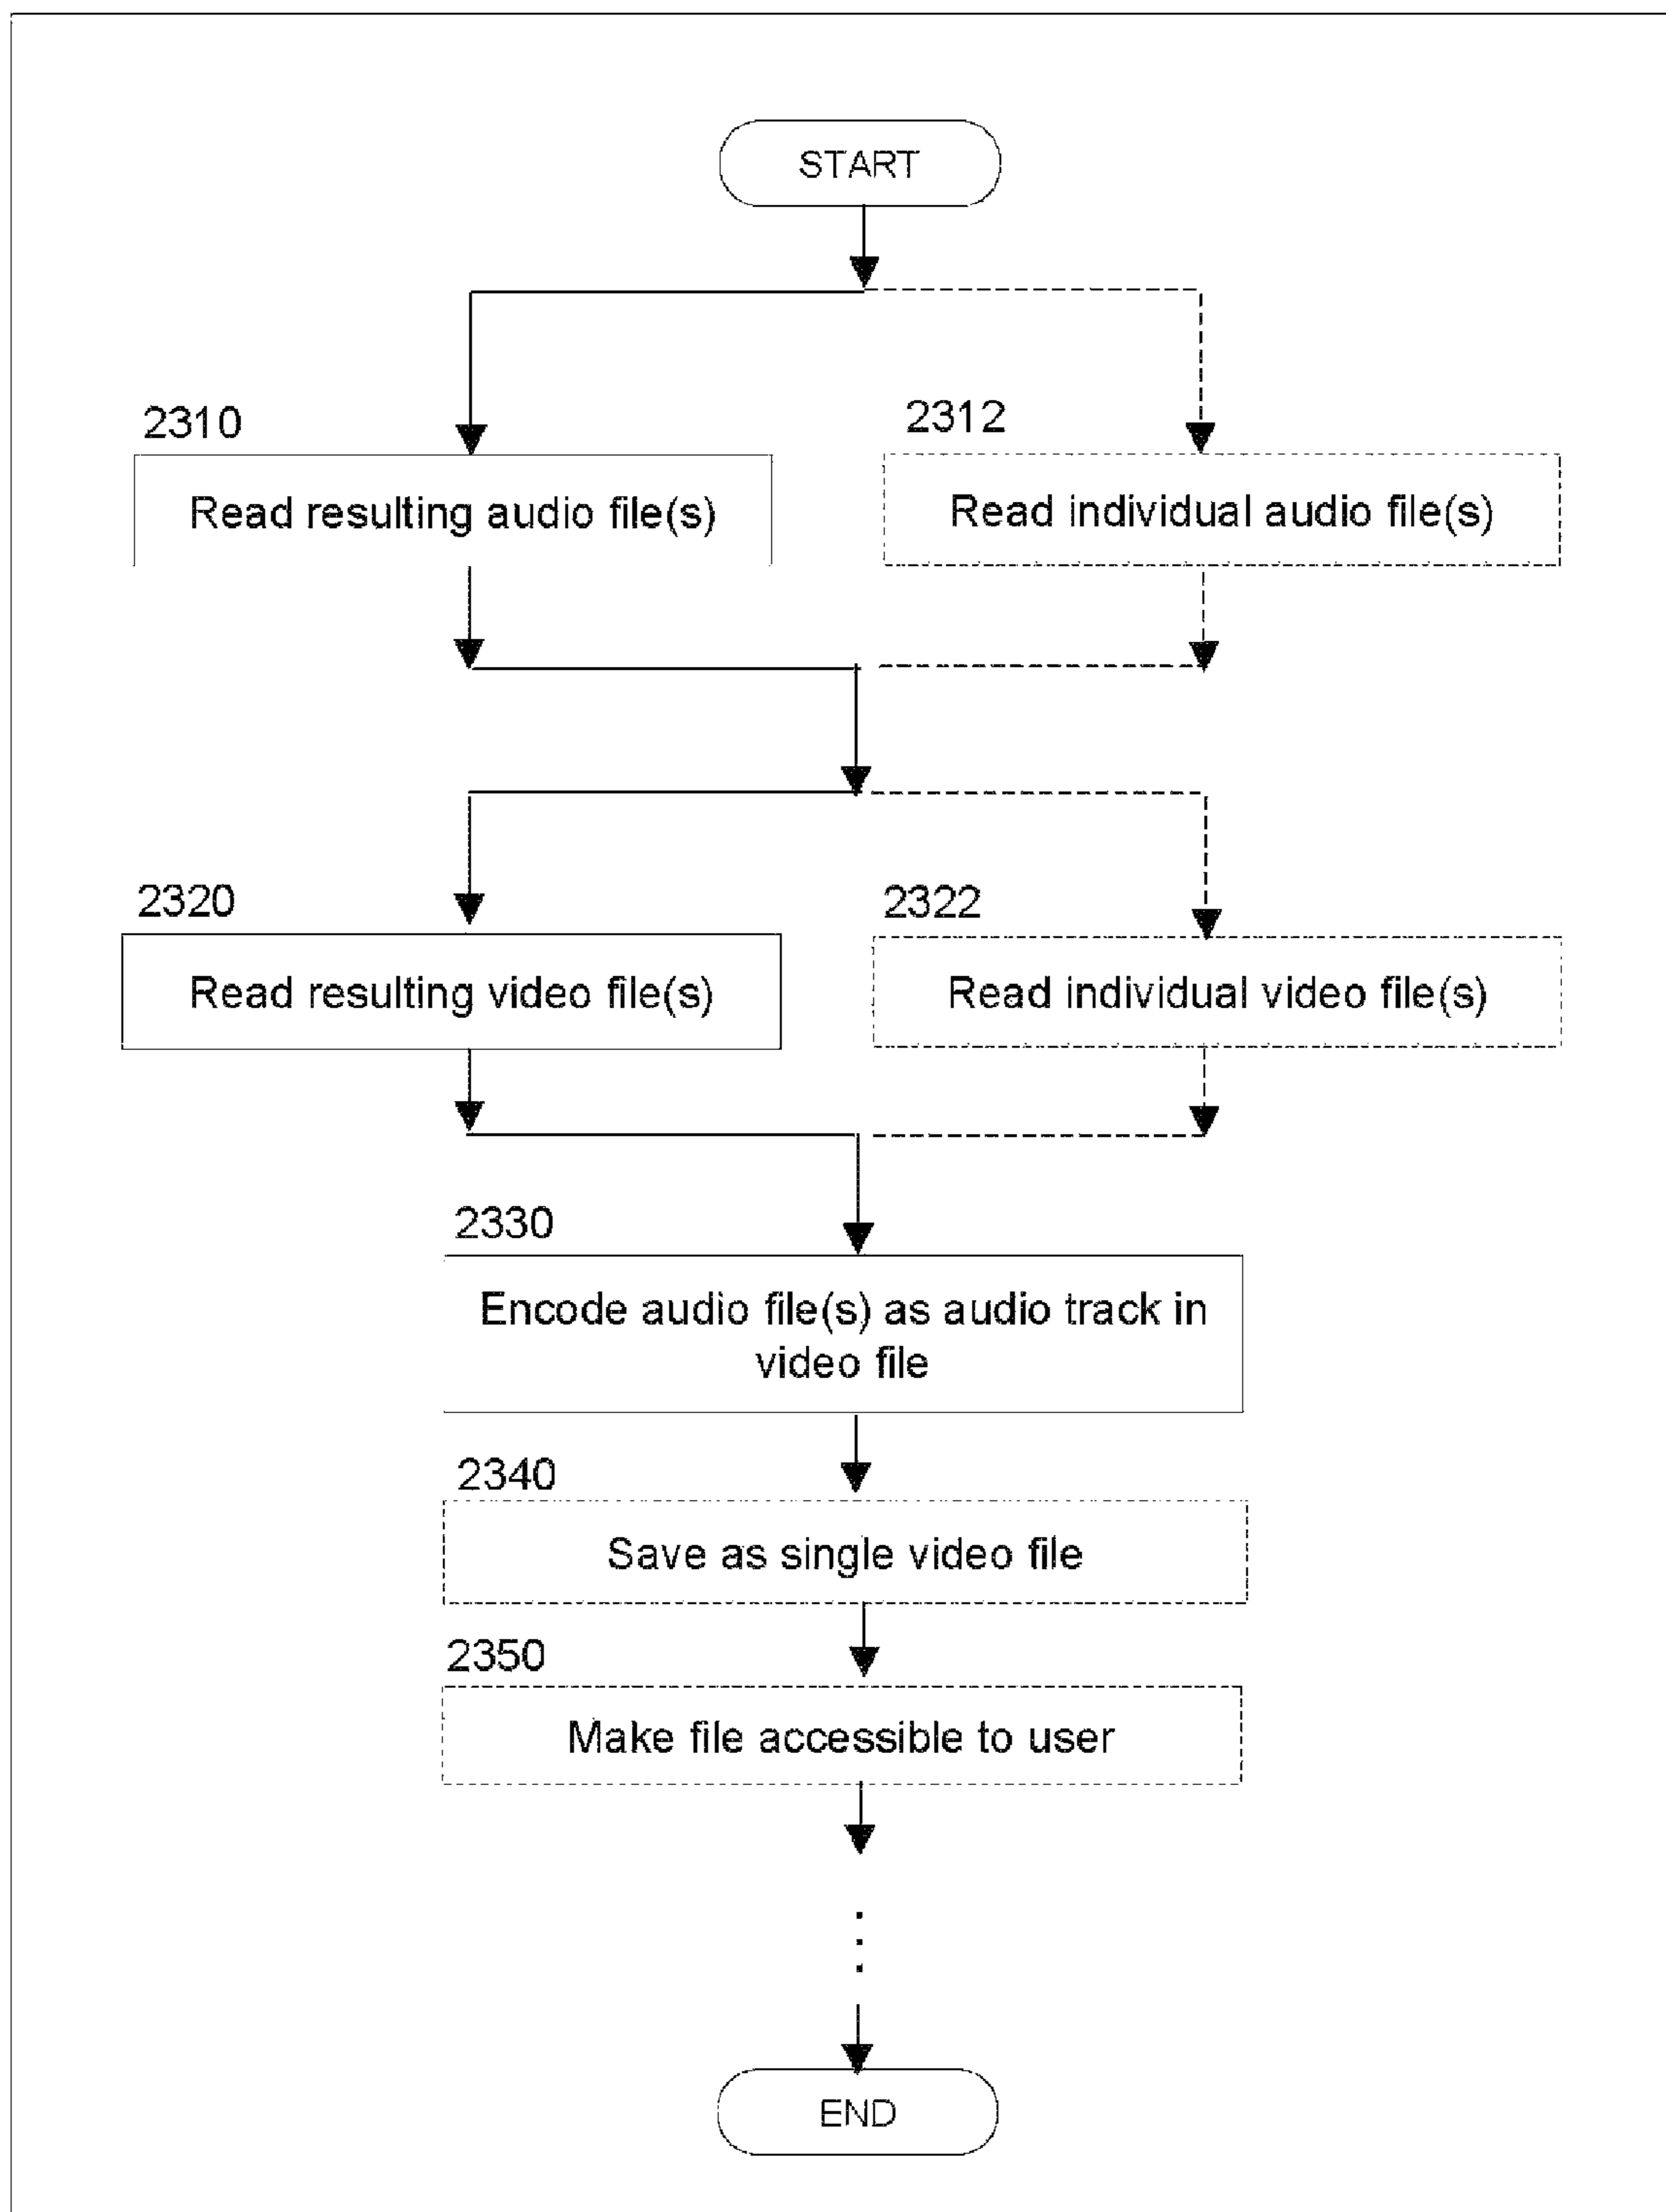 START
2310
2312
Read resulting audio file(s)
Read individual audio file(s)
2320
2322
Read resulting video file(s)
Read individual video file(s)
2330
Encode audio file(s) as audio track in
video file
2340
Save as single video file
2350
Make file accessible to user
END